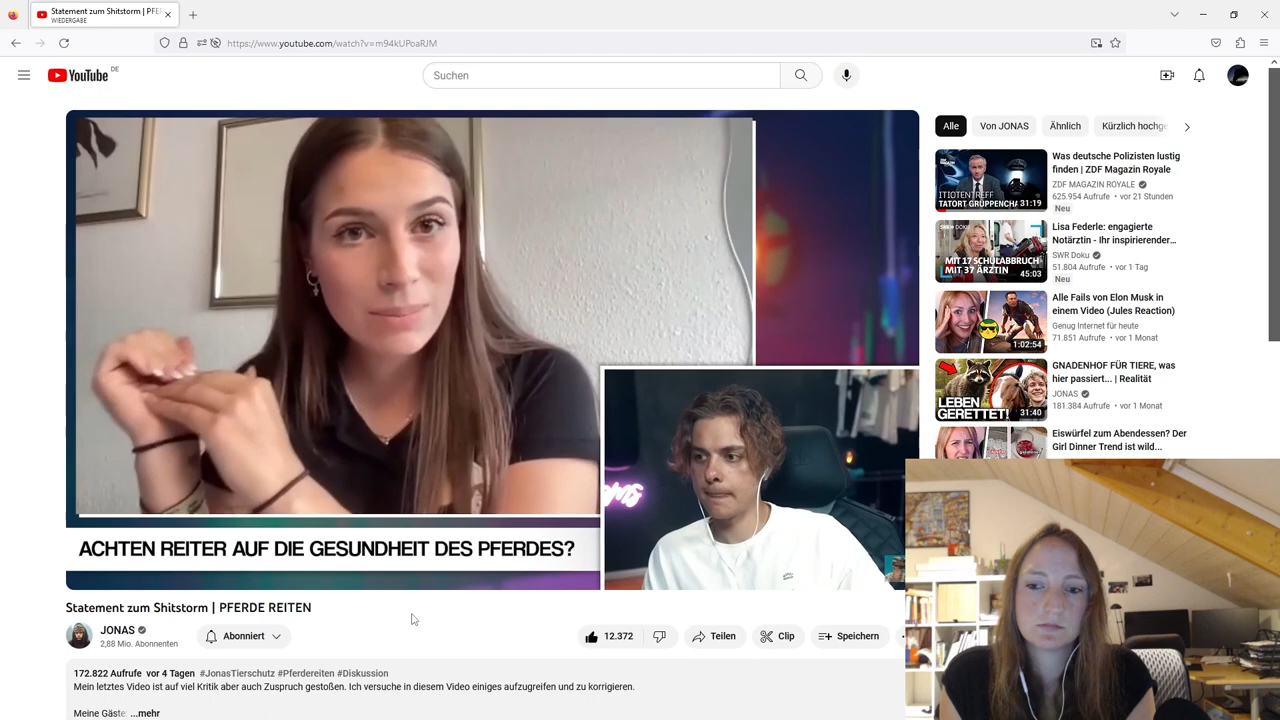 Statement zum Shitstorm | PFE
WIEDERGABE
https://www.youtube.com/watch?v=m94kUPoaRJM
YouTube DE
Suchen
ACHTEN REITER AUF DIE GESUNDHEIT DES PFERDES?
Statement zum Shitstorm | PFERDE REITEN
JONAS
2,88 Mio. Abonnenten
Abonniert
12.372
Teilen
Clip
Speichern
172.822 Aufrufe vor 4 Tagen #JonasTierschutz #Pferdereiten #Diskussion
Mein letztes Video ist auf viel Kritik aber auch Zuspruch gestoßen. Ich versuche in diesem Video einiges aufzugreifen und zu korrigieren.
Meine Gäste: ...mehr
Alle
Von JONAS
Ähnlich
Kürzlich hochge
TATORT GRUPPENCHA
31:19
Was deutsche Polizisten lustig
finden | ZDF Magazin Royale
ZDF MAGAZIN ROYALE
625.954 Aufrufe • vor 21 Stunden
Neu
MIT 17 SCHULABBRUCH
MIT 37 ÄRZTIN
45:03
Lisa Federle: engagierte
Notärztin - Ihr inspirierender…
SWR Doku
51.804 Aufrufe • vor 1 Tag
Neu
1:02:54
Alle Fails von Elon Musk in
einem Video (Jules Reaction)
Genug Internet für heute
71.851 Aufrufe • vor 1 Monat
LEBEN
GERETTET!
31:40
GNADENHOF FÜR TIERE, was
hier passiert... | Realität
JONAS
181.384 Aufrufe • vor 1 Monat
Eiswürfel zum Abendessen? Der
Girl Dinner Trend ist wild...